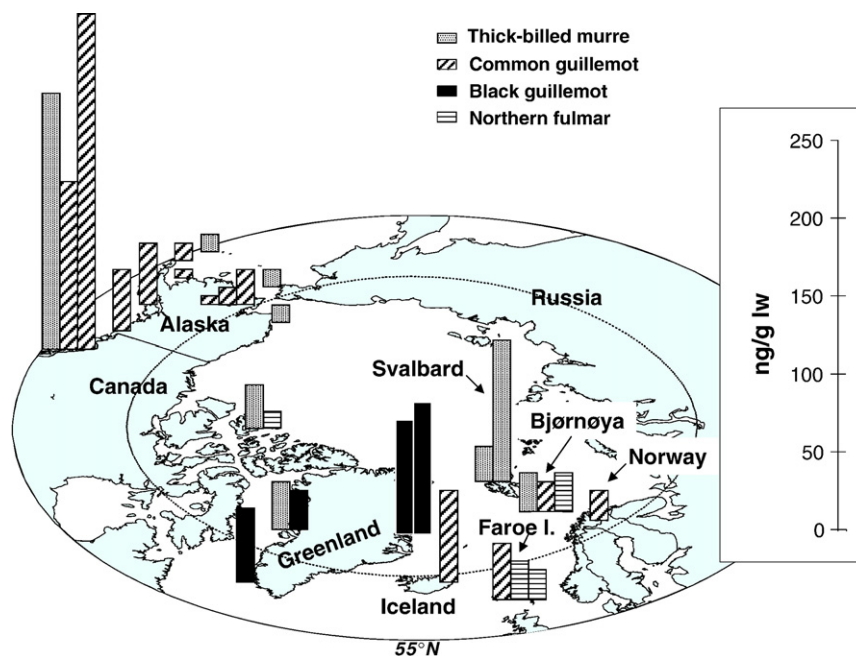 Thick-billed murre
Common guillemot
Black guillemot
Northern fulmar
250
200
150
100
50
0
ng/g lw
Russia
Alaska
Canada
Svalbard
Bjørnøya
Norway
Faroe I.
Greenland
Iceland
55°N